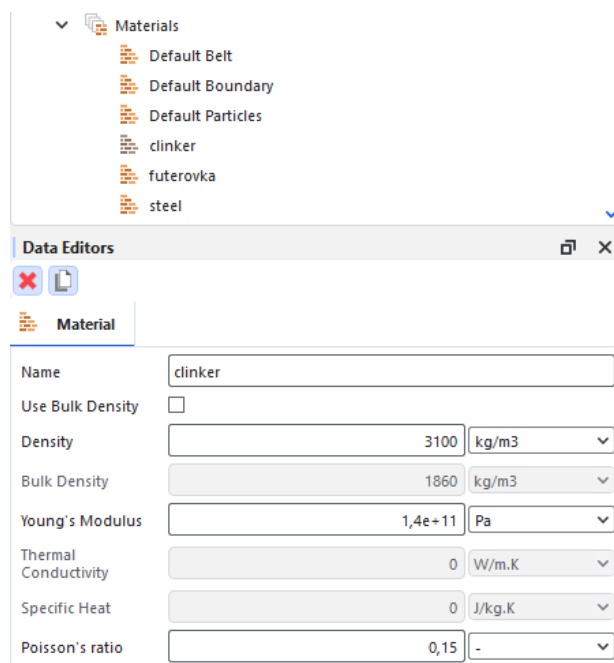 Materials
Default Belt
Default Boundary
Default Particles
clinker
futerovka
steel
Data Editors
Material
Name clinker
Use Bulk Density
Density 3100 kg/m3
Bulk Density 1860 kg/m3
Young's Modulus 1,4e+11 Pa
Thermal
Conductivity 0 W/m.K
Specific Heat 0 J/kg.K
Poisson's ratio 0,15 -